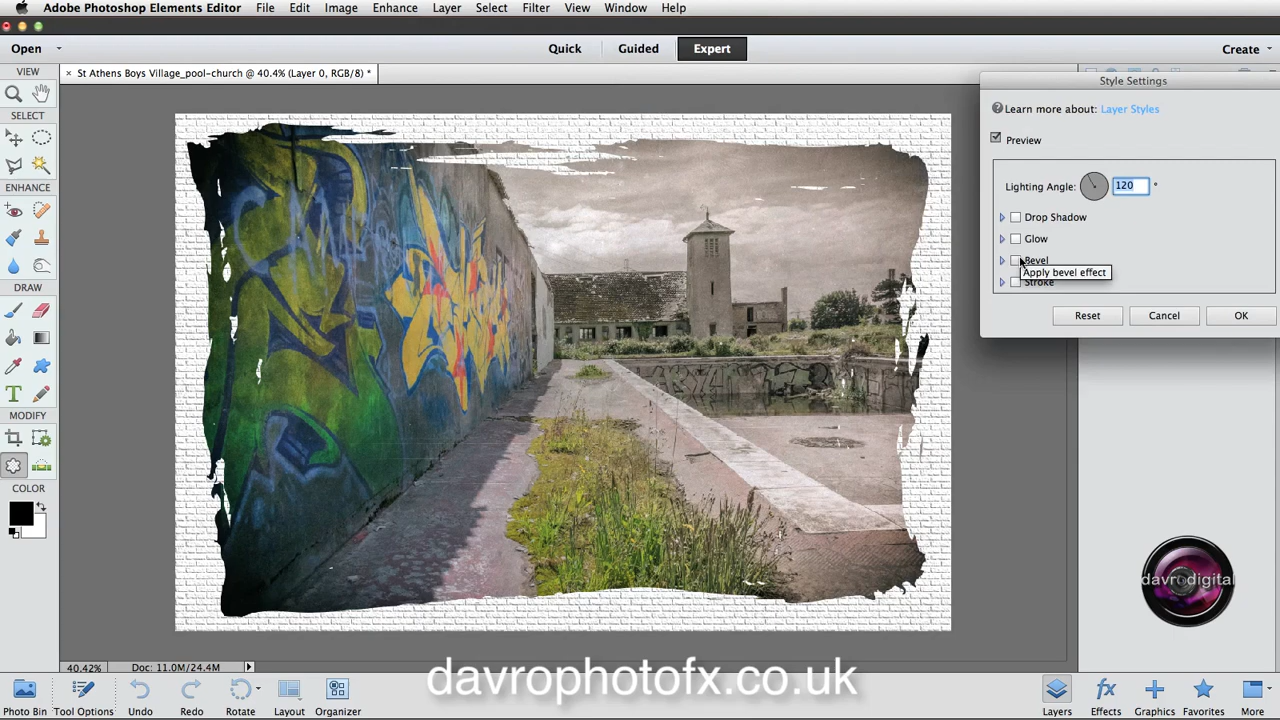 Adobe Photoshop Elements Editor File Edit Image Enhance Layer Select Filter View Window Help
Open Quick Guided Expert Create
VIEW
× St Athens Boys Village_pool-church @ 40.4% (Layer 0, RGB/8) *
Style Settings
Learn more about: Layer Styles
SELECT
Preview
ENHANCE
Lighting Angle: 120 °
Drop Shadow
Glow
Bevel
Apply bevel effect
Stroke
DRAW
Reset Cancel OK
T
MODIFY
COLOR
davrodigital
40.42% Doc: 11.0M/24.4M
davrophotofx.co.uk
Photo Bin Tool Options Undo Redo Rotate Layout Organizer Layers Effects Graphics Favorites More